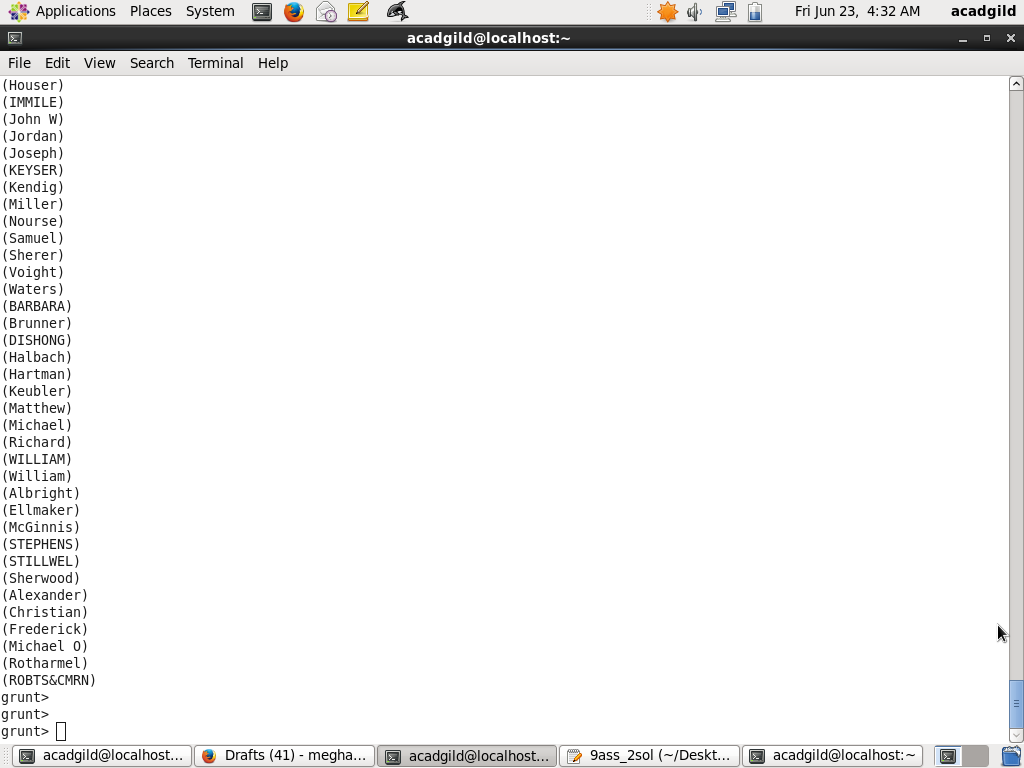 Applications Places System Fri Jun 23, 4:32 AM acadgild
acadgild@localhost:~
File Edit View Search Terminal Help
(Houser)
(IMMILE)
(John W)
(Jordan)
(Joseph)
(KEYSER)
(Kendig)
(Miller)
(Nourse)
(Samuel)
(Sherer)
(Voight)
(Waters)
(BARBARA)
(Brunner)
(DISHONG)
(Halbach)
(Hartman)
(Keubler)
(Matthew)
(Michael)
(Richard)
(WILLIAM)
(William)
(Albright)
(Ellmaker)
(McGinnis)
(STEPHENS)
(STILLWEL)
(Sherwood)
(Alexander)
(Christian)
(Frederick)
(Michael O)
(Rotharmel)
(ROBTS&CMRN)
grunt>
grunt>
grunt>
acadgild@localhost... Drafts (41) - megha... acadgild@localhost... 9ass_2sol (~/Deskt... acadgild@localhost:~